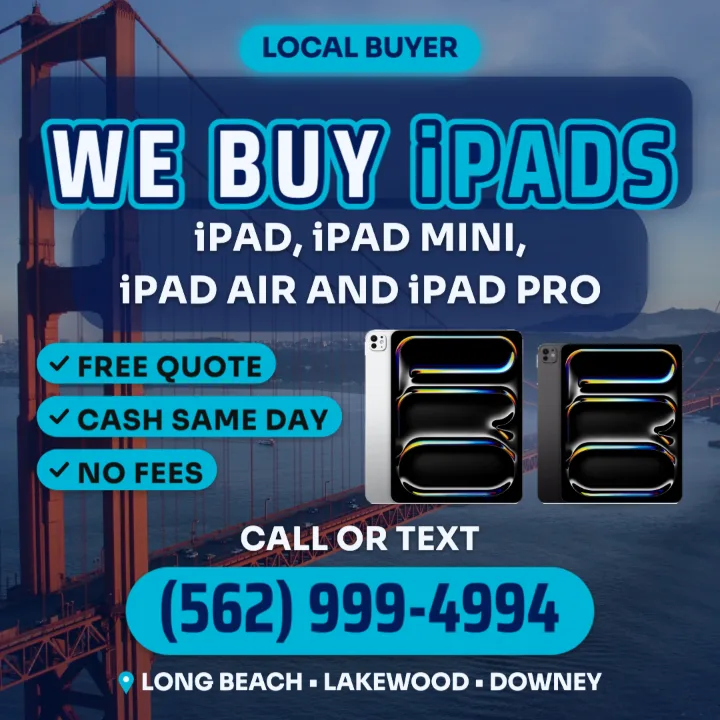 LOCAL BUYER
WE BUY iPADS
iPAD, iPAD MINI,
iPAD AIR AND iPAD PRO
✓ FREE QUOTE
✓ CASH SAME DAY
✓ NO FEES
CALL OR TEXT
(562) 999-4994
LONG BEACH ▪ LAKEWOOD ▪ DOWNEY